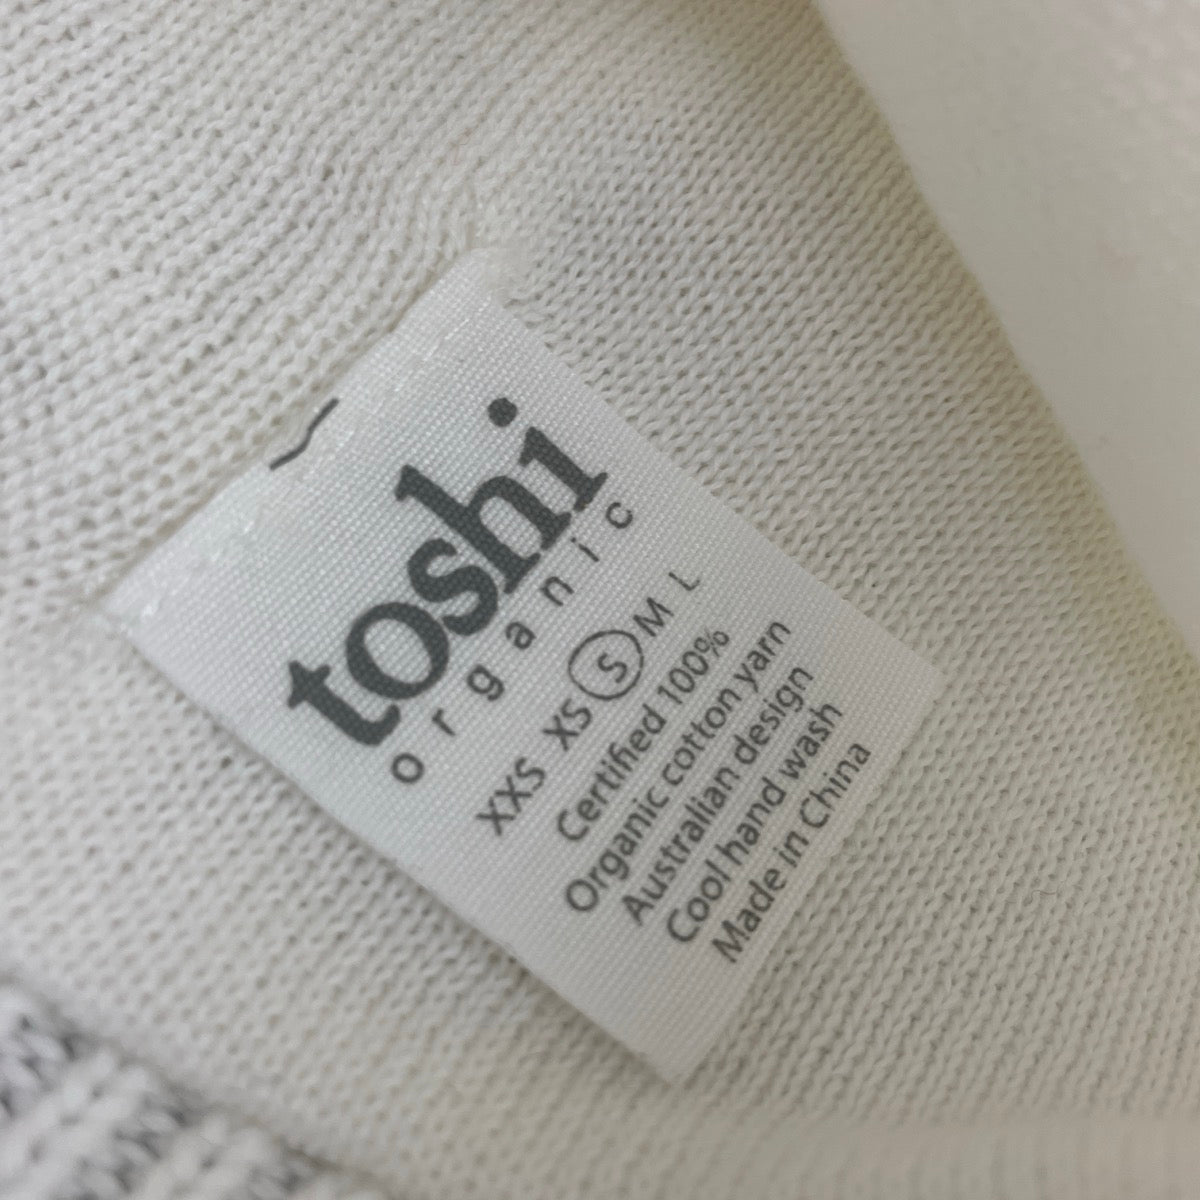 toshi
organic
XXS XS S M L
Certified 100%
Organic cotton yarn
Australian design
Cool hand wash
Made in China